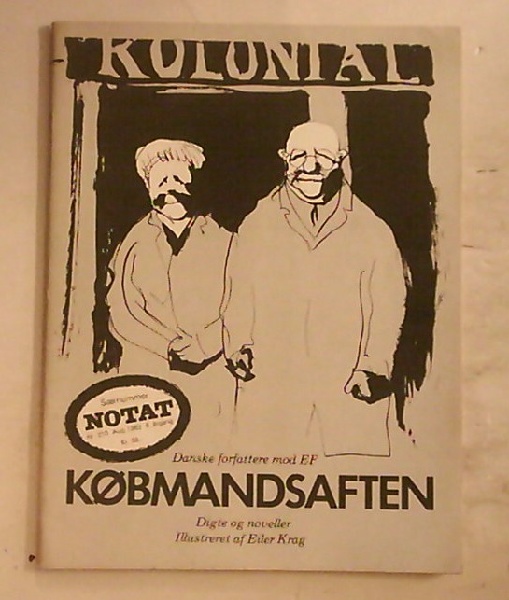 KOLONIAL
Særnummer
NOTAT
Danske forfattere mod EF
KØBMANDSAFTEN
Digte og noveller
Illustreret af Eiler Krag